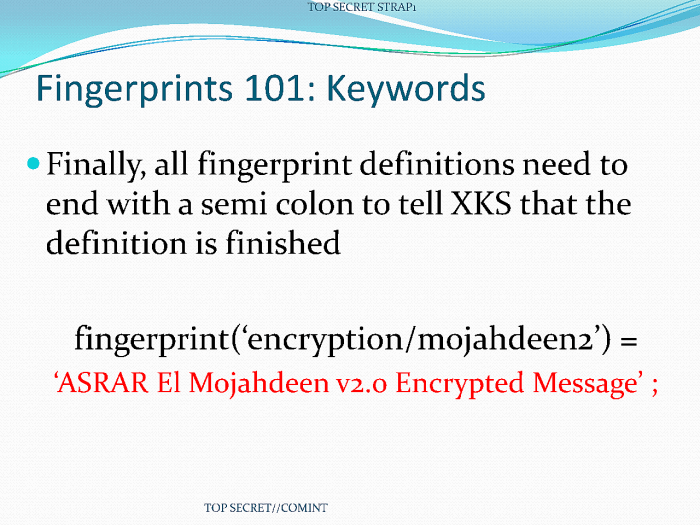 TOP SECRET STRAP1
Fingerprints 101: Keywords
Finally, all fingerprint definitions need to
end with a semi colon to tell XKS that the
definition is finished
fingerprint(‘encryption/mojahdeen2’) =
‘ASRAR El Mojahdeen v2.0 Encrypted Message’ ;
TOP SECRET//COMINT